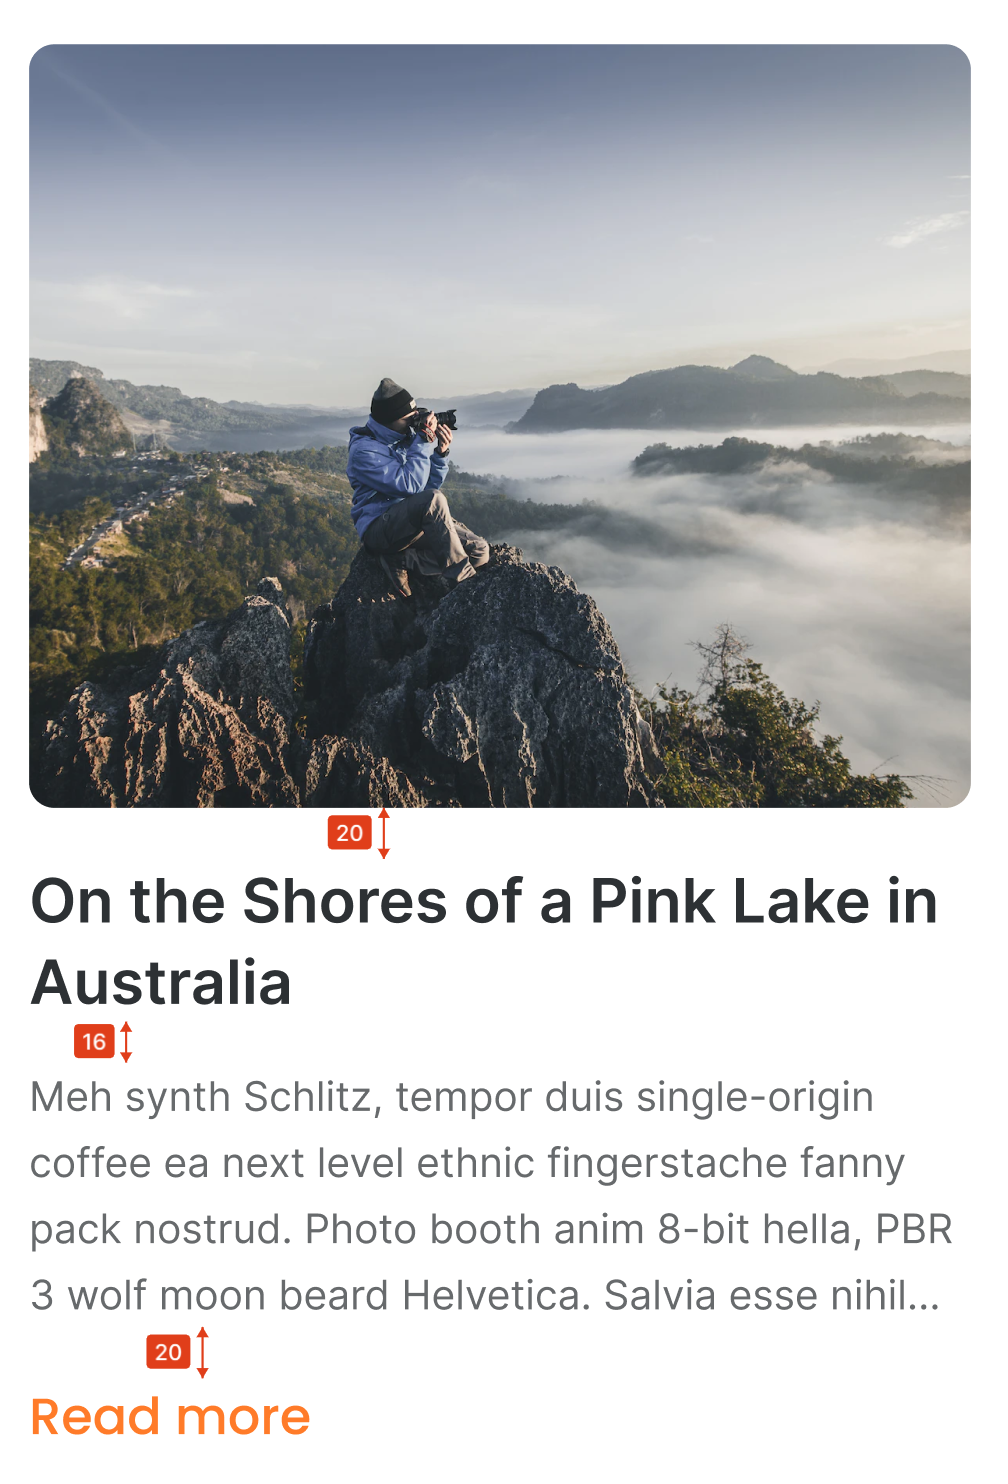 20
On the Shores of a Pink Lake in
Australia
16
Meh synth Schlitz, tempor duis single-origin
coffee ea next level ethnic fingerstache fanny
pack nostrud. Photo booth anim 8-bit hella, PBR
3 wolf moon beard Helvetica. Salvia esse nihil...
20
Read more